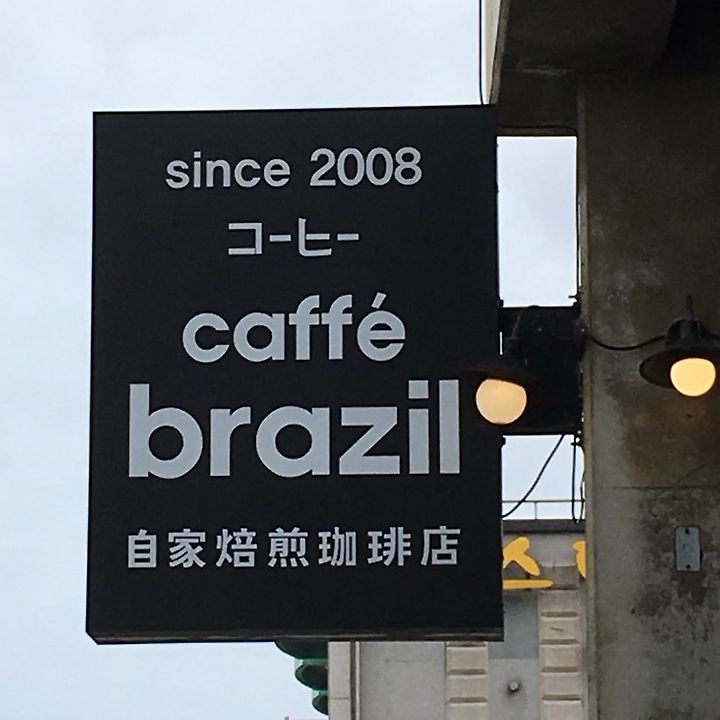 since 2008
コーヒー
caffé
brazil
自家焙煎珈琲店